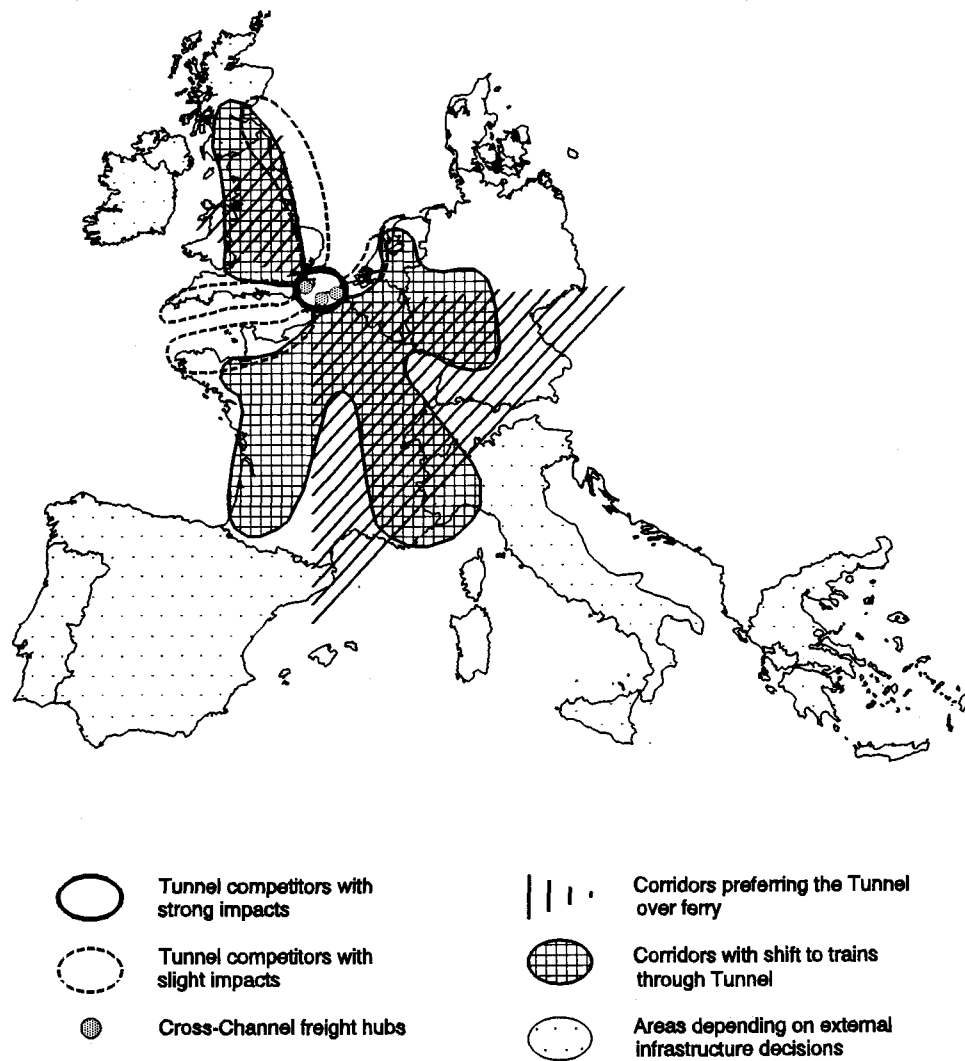 Tunnel competitors with
strong impacts
Tunnel competitors with
slight impacts
Cross-Channel freight hubs
Corridors preferring the Tunnel
over ferry
Corridors with shift to trains
through Tunnel
Areas depending on external
infrastructure decisions